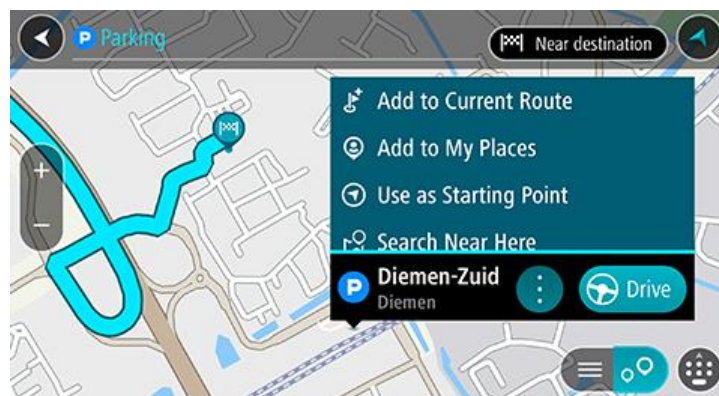 P Parking
Near destination
Add to Current Route
Add to My Places
Use as Starting Point
Search Near Here
P Diemen-Zuid
Diemen
Drive
+
−